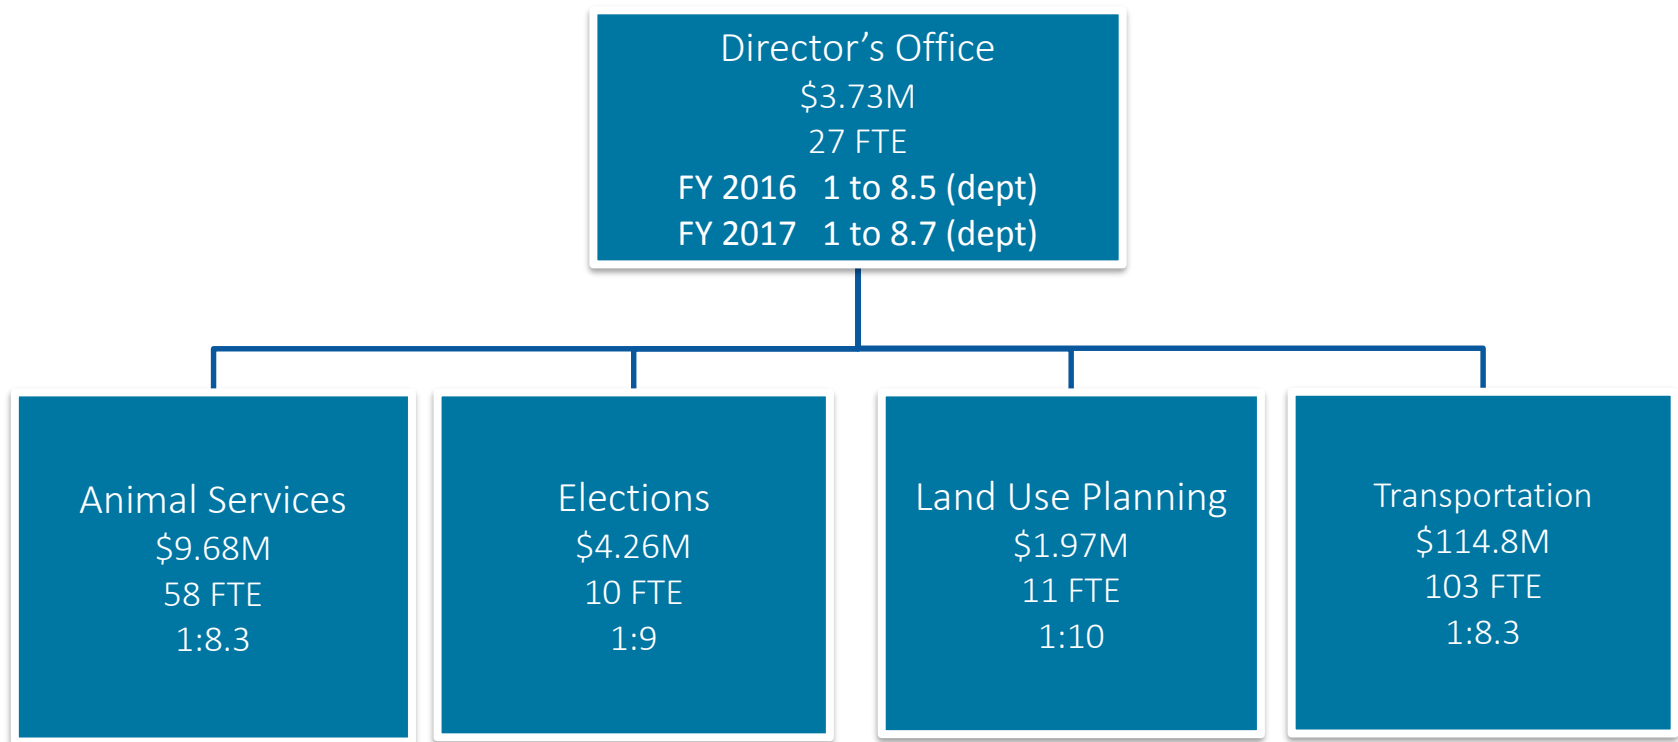 Director’s Office
$3.73M
27 FTE
FY 2016   1 to 8.5 (dept)
FY 2017   1 to 8.7 (dept)
Animal Services
$9.68M
58 FTE
1:8.3
Elections
$4.26M
10 FTE
1:9
Land Use Planning
$1.97M
11 FTE
1:10
Transportation
$114.8M
103 FTE
1:8.3